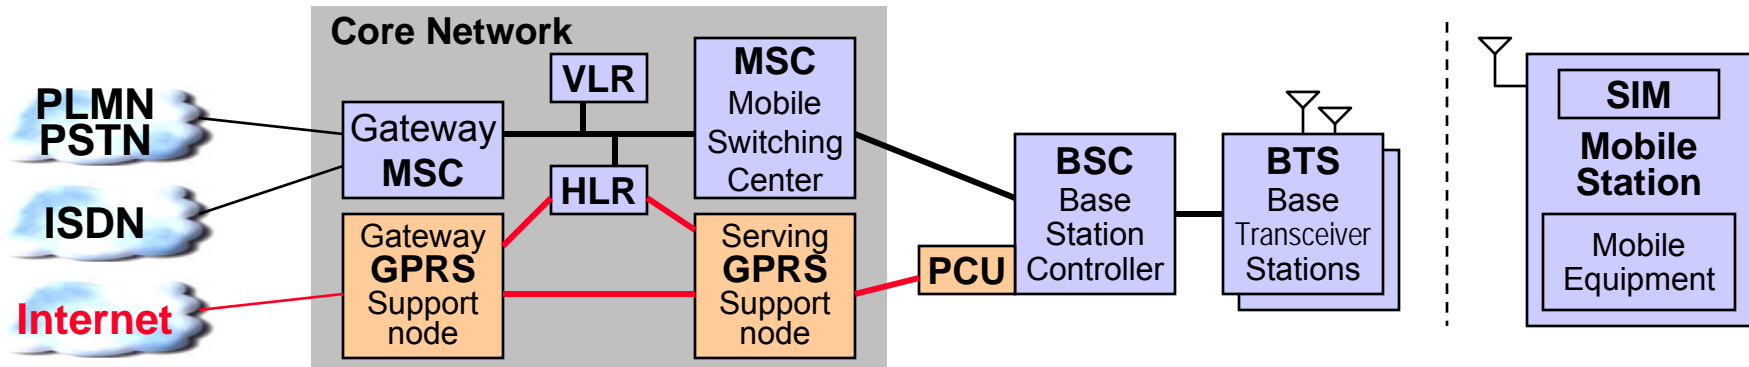 Core Network
PLMN
PSTN
ISDN
Internet
Gateway
MSC
VLR
HLR
MSC
Mobile
Switching
Center
Gateway
GPRS
Support
node
Serving
GPRS
Support
node
PCU
BSC
Base
Station
Controller
BTS
Base
Transceiver
Stations
SIM
Mobile
Station
Mobile
Equipment